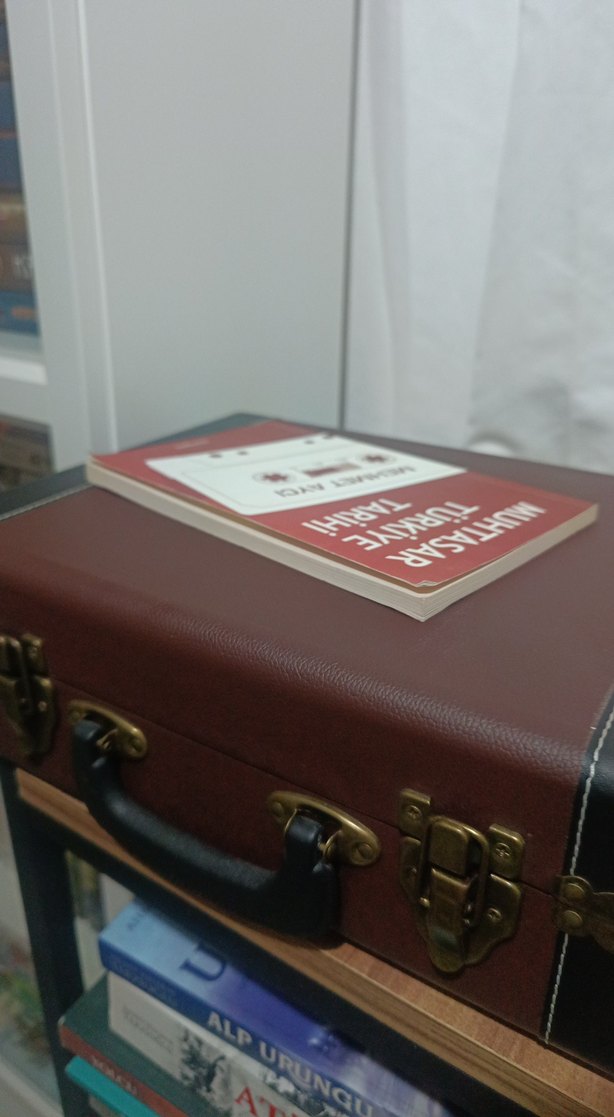 MUHTASAR
TÜRKİYE
TARİHİ
MEHMET AYCI
U
ALP URUNGU